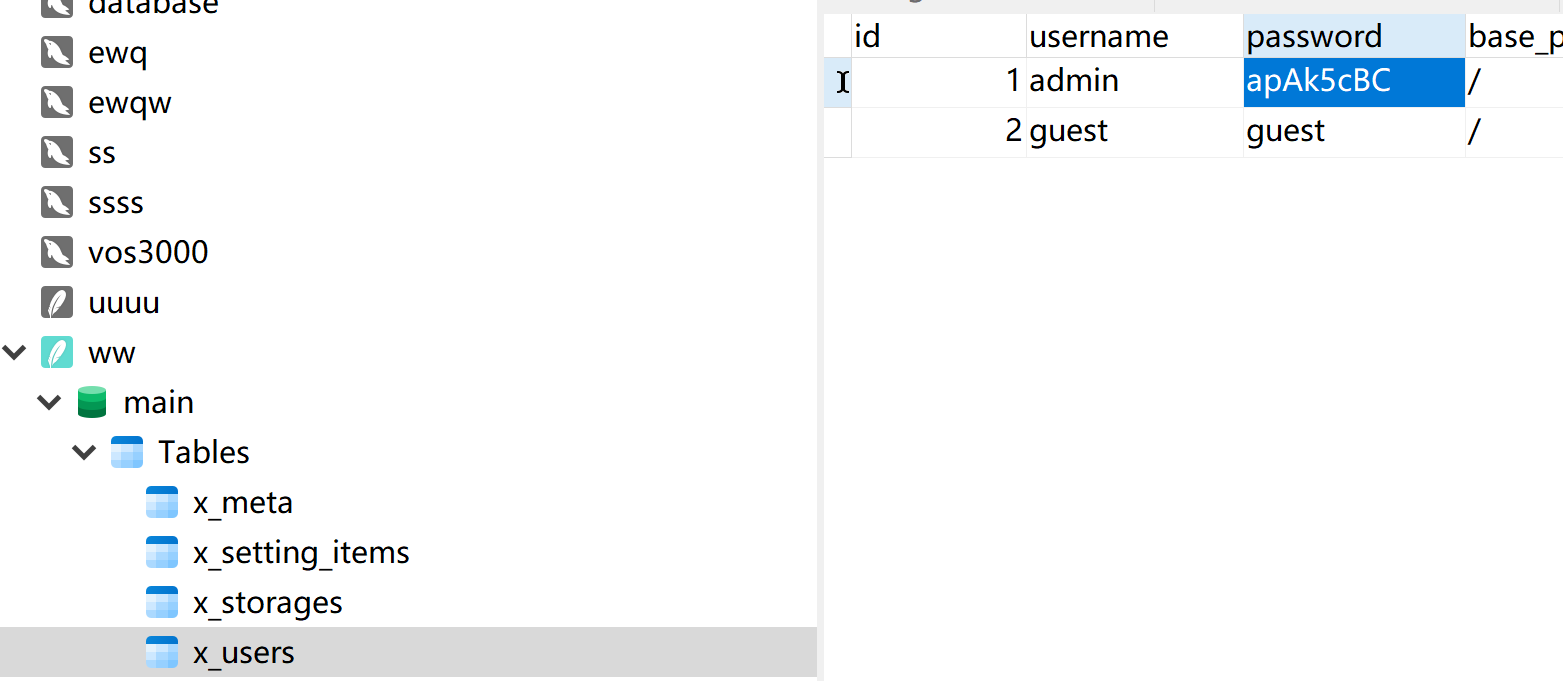 database
ewq
ewqw
ss
ssss
vos3000
uuuu
ww
main
Tables
x_meta
x_setting_items
x_storages
x_users
id username password base_p
1 admin apAk5cBC /
2 guest guest /